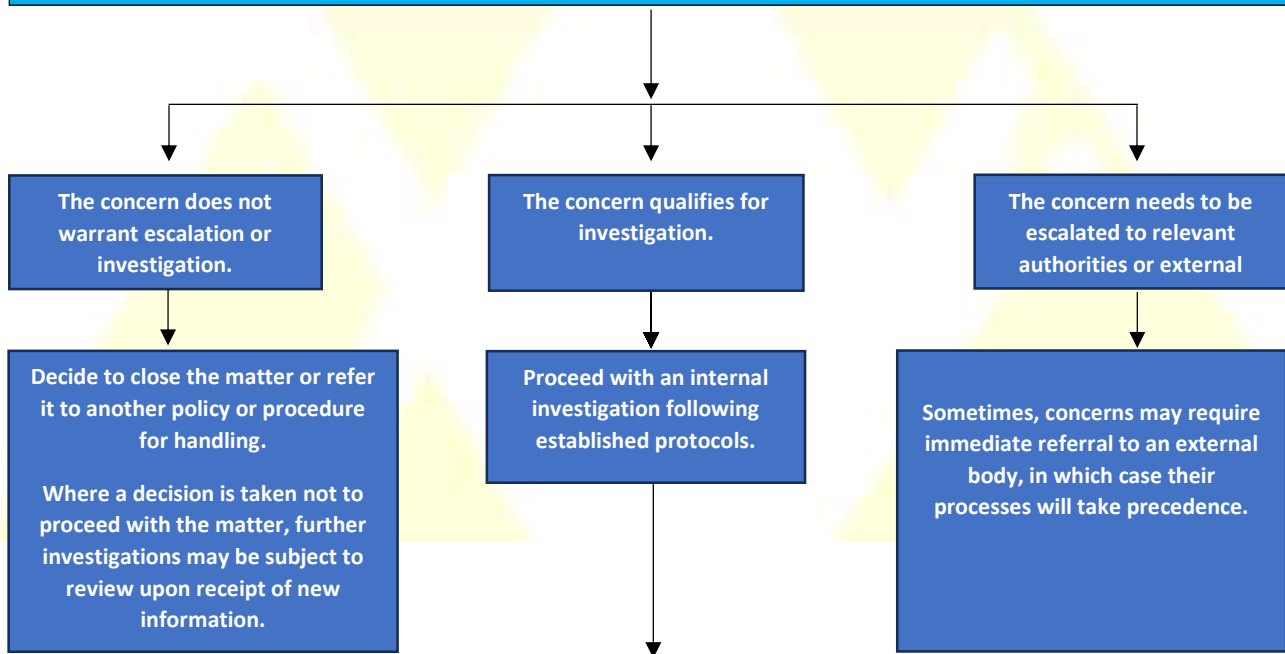 The concern does not
warrant escalation or
investigation.
The concern qualifies for
investigation.
The concern needs to be
escalated to relevant
authorities or external
Decide to close the matter or refer
it to another policy or procedure
for handling.
Where a decision is taken not to
proceed with the matter, further
investigations may be subject to
review upon receipt of new
information.
Proceed with an internal
investigation following
established protocols.
Sometimes, concerns may require
immediate referral to an external
body, in which case their
processes will take precedence.